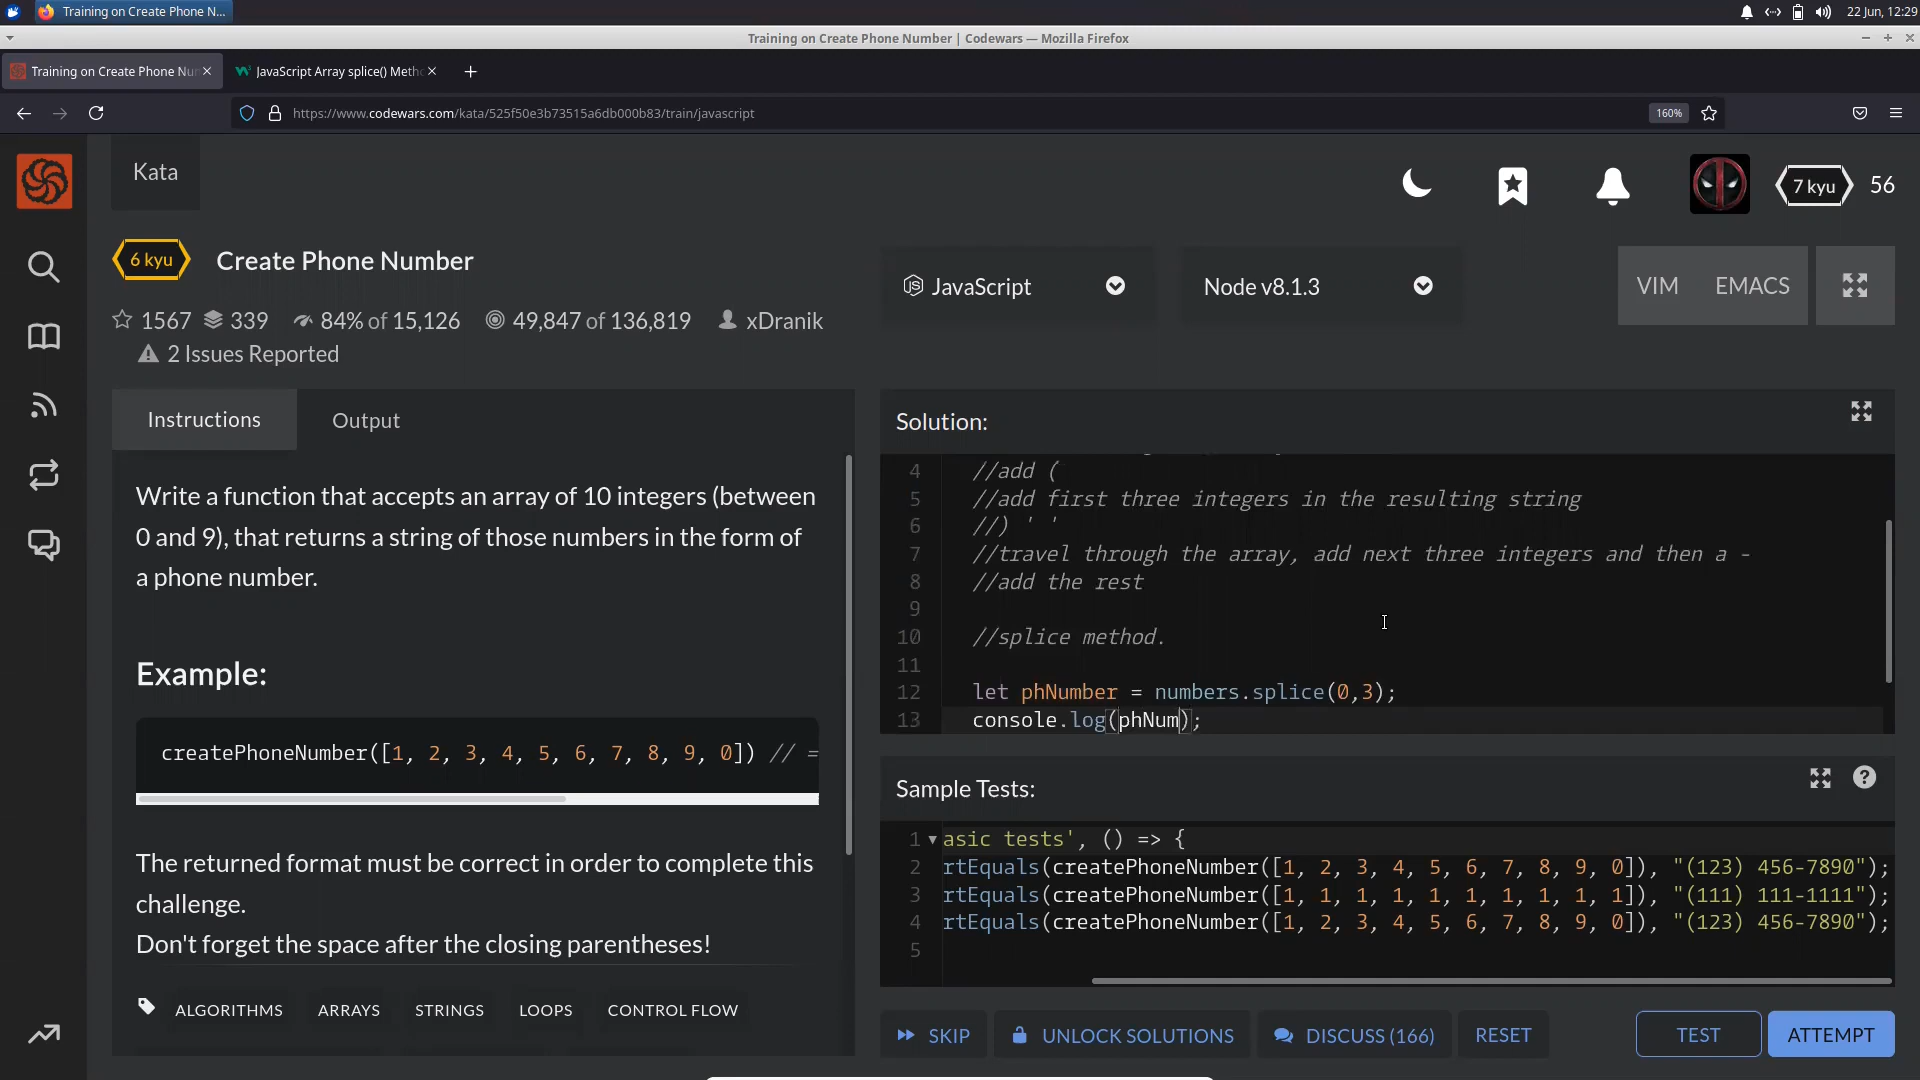 Training on Create Phone N...
22 Jun, 12:29
Training on Create Phone Number | Codewars — Mozilla Firefox
Training on Create Phone Nu
JavaScript Array splice() Meth
https://www.codewars.com/kata/525f50e3b73515a6db000b83/train/javascript
160%
Kata
7 kyu 56
6 kyu Create Phone Number
1567 339 84% of 15,126 49,847 of 136,819 xDranik
2 Issues Reported
JavaScript
Node v8.1.3
VIM EMACS
Instructions Output
Write a function that accepts an array of 10 integers (between
0 and 9), that returns a string of those numbers in the form of
a phone number.
Example:
createPhoneNumber([1, 2, 3, 4, 5, 6, 7, 8, 9, 0]) // =
The returned format must be correct in order to complete this
challenge.
Don't forget the space after the closing parentheses!
ALGORITHMS ARRAYS STRINGS LOOPS CONTROL FLOW
Solution:
4 //add (
5 //add first three integers in the resulting string
6 //) ' '
7 //travel through the array, add next three integers and then a -
8 //add the rest
9
10 //splice method.
11
12 let phNumber = numbers.splice(0,3);
13 console.log(phNum);
Sample Tests:
1 asic tests', () => {
2 rtEquals(createPhoneNumber([1, 2, 3, 4, 5, 6, 7, 8, 9, 0]), "(123) 456-7890");
3 rtEquals(createPhoneNumber([1, 1, 1, 1, 1, 1, 1, 1, 1, 1]), "(111) 111-1111");
4 rtEquals(createPhoneNumber([1, 2, 3, 4, 5, 6, 7, 8, 9, 0]), "(123) 456-7890");
5
SKIP UNLOCK SOLUTIONS DISCUSS (166) RESET TEST ATTEMPT